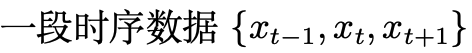 一段时序数据 {x_{t−1}, x_t, x_{t+1}}